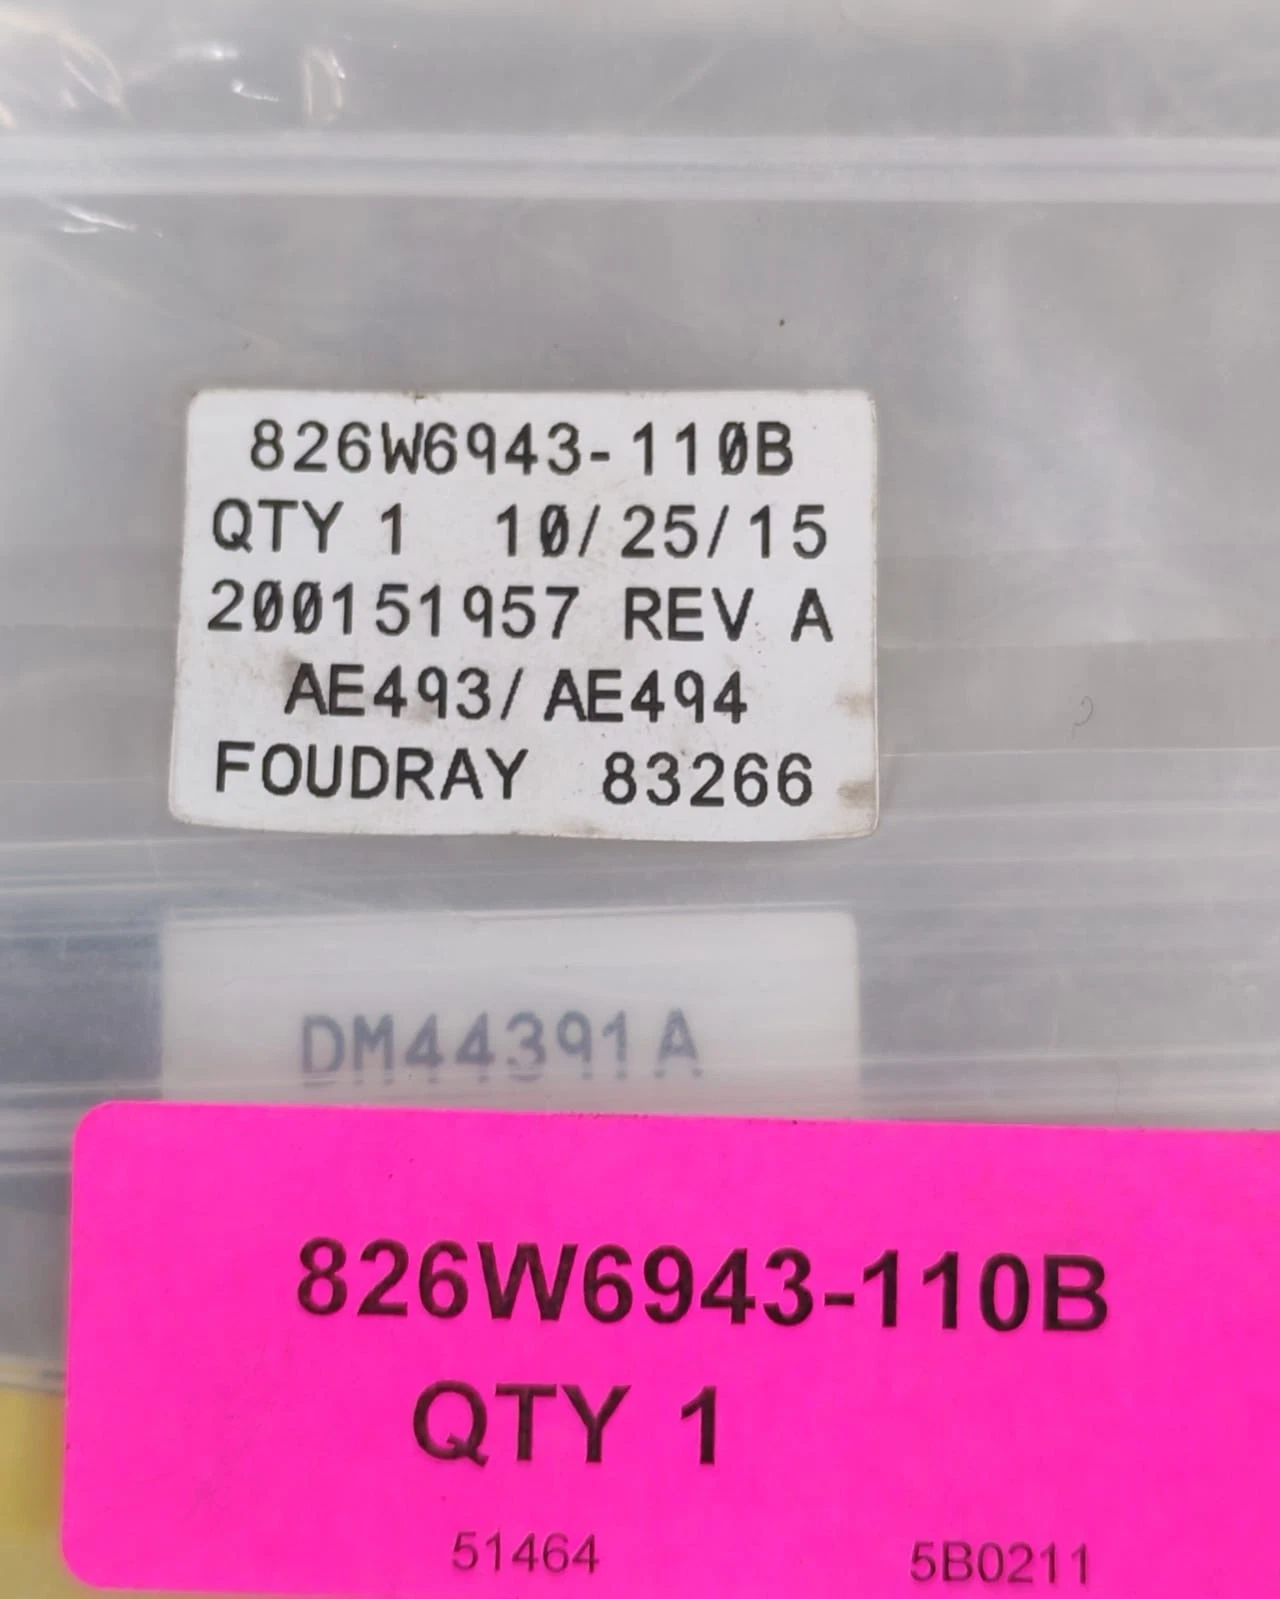 826W6943-110B
QTY 1 10/25/15
200151957 REV A
AE493/AE494
FOUDRAY 83266
DM44391A
826W6943-110B
QTY 1
51464 5B0211